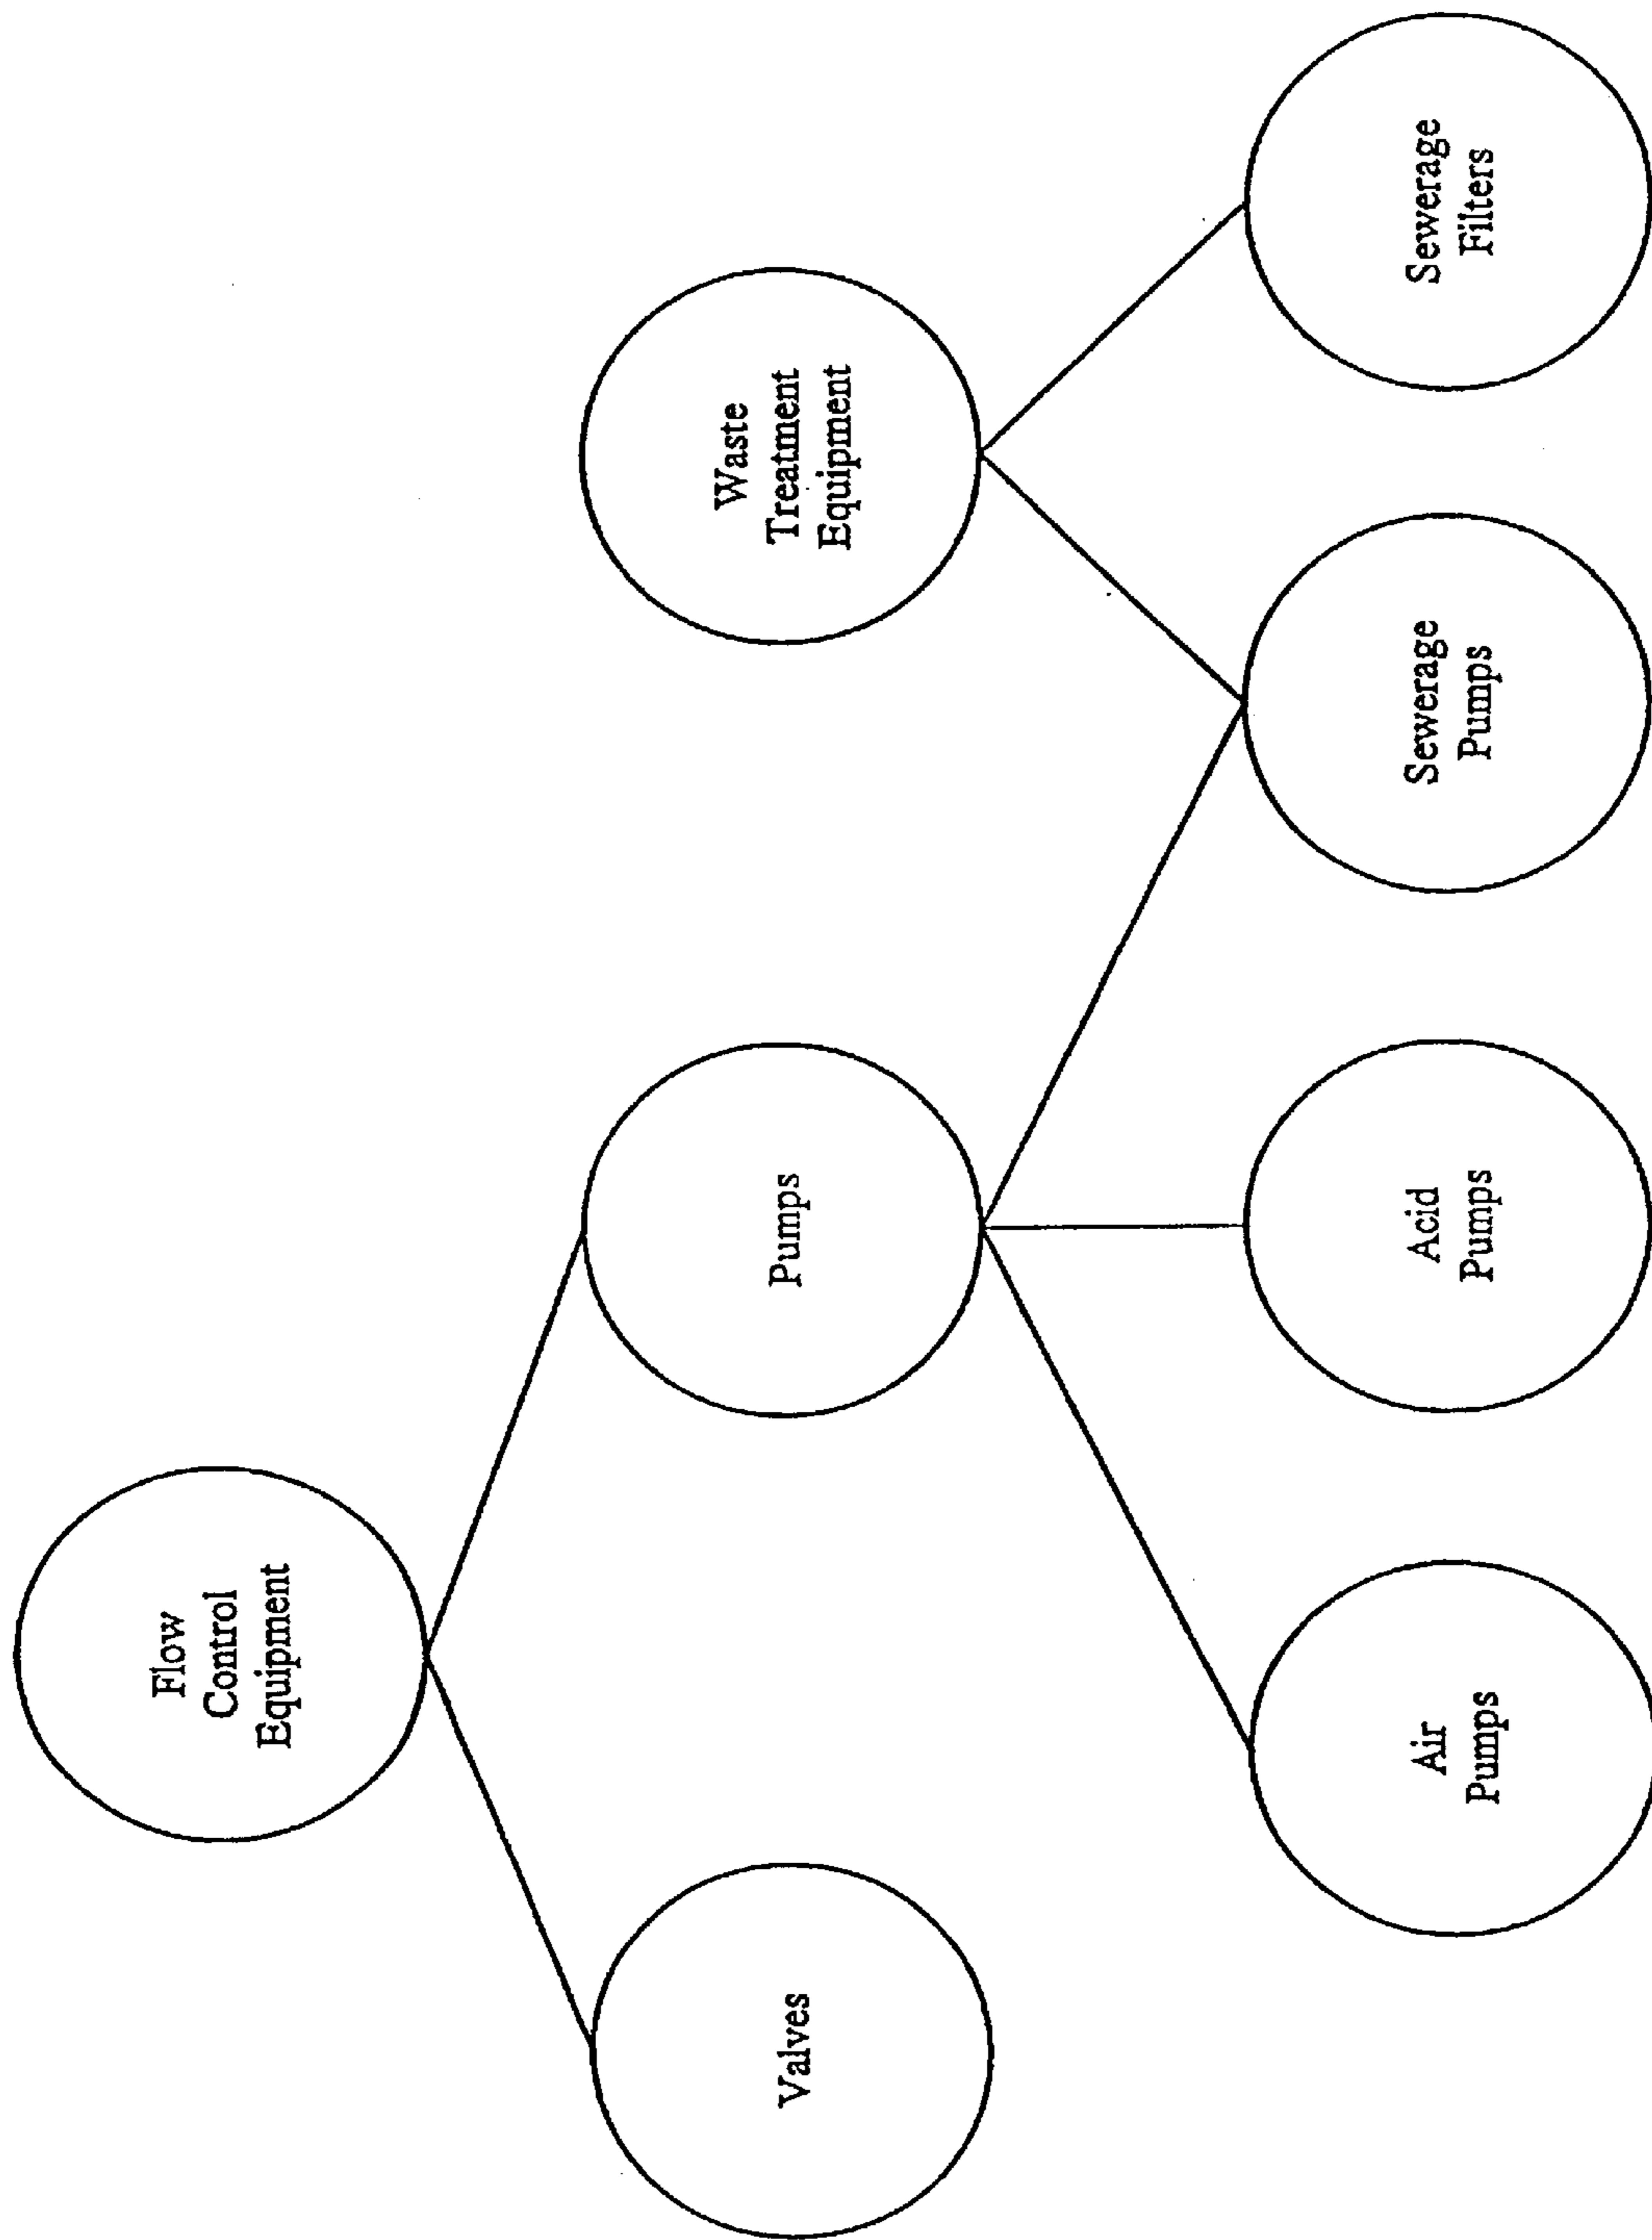 Flow
Control
Equipment
Valves
Pumps
Waste
Treatment
Equipment
Air
Pumps
Acid
Pumps
Sewerage
Pumps
Sewerage
Filters